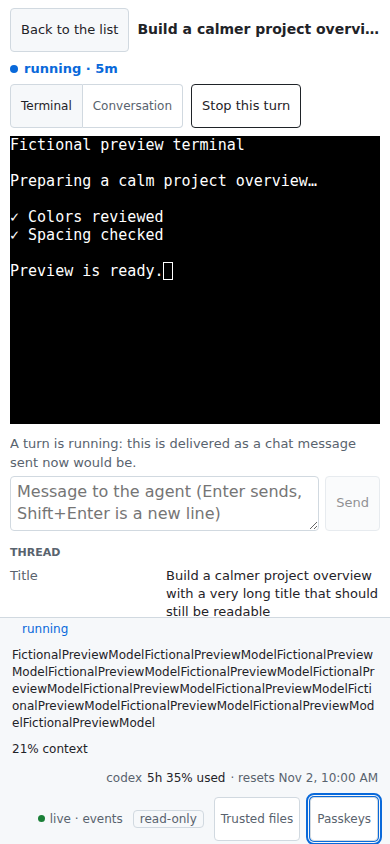 Back to the list
Build a calmer project overvi…
running · 5m
Terminal
Conversation
Stop this turn
Fictional preview terminal
Preparing a calm project overview…
✓ Colors reviewed
✓ Spacing checked
Preview is ready.
A turn is running: this is delivered as a chat message
sent now would be.
Message to the agent (Enter sends,
Shift+Enter is a new line)
Send
THREAD
Title
Build a calmer project overview
with a very long title that should
still be readable
running
FictionalPreviewModelFictionalPreviewModelFictionalPreview
ModelFictionalPreviewModelFictionalPreviewModelFictionalPr
eviewModelFictionalPreviewModelFictionalPreviewModelFicti
onalPreviewModelFictionalPreviewModelFictionalPreviewMod
elFictionalPreviewModel
21% context
codex 5h 35% used · resets Nov 2, 10:00 AM
live · events
read-only
Trusted files
Passkeys